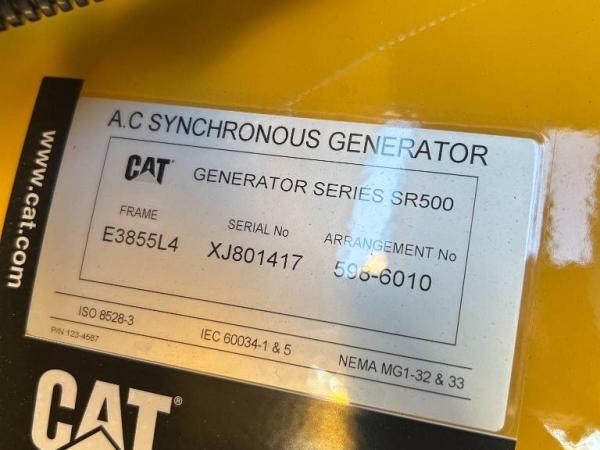 www.cat.com
A.C SYNCHRONOUS GENERATOR
CAT GENERATOR SERIES SR500
FRAME SERIAL No ARRANGEMENT No
E3855L4 XJ801417 598-6010
ISO 8528-3 IEC 60034-1 & 5 NEMA MG1-32 & 33
P/N 123-4567
CAT®